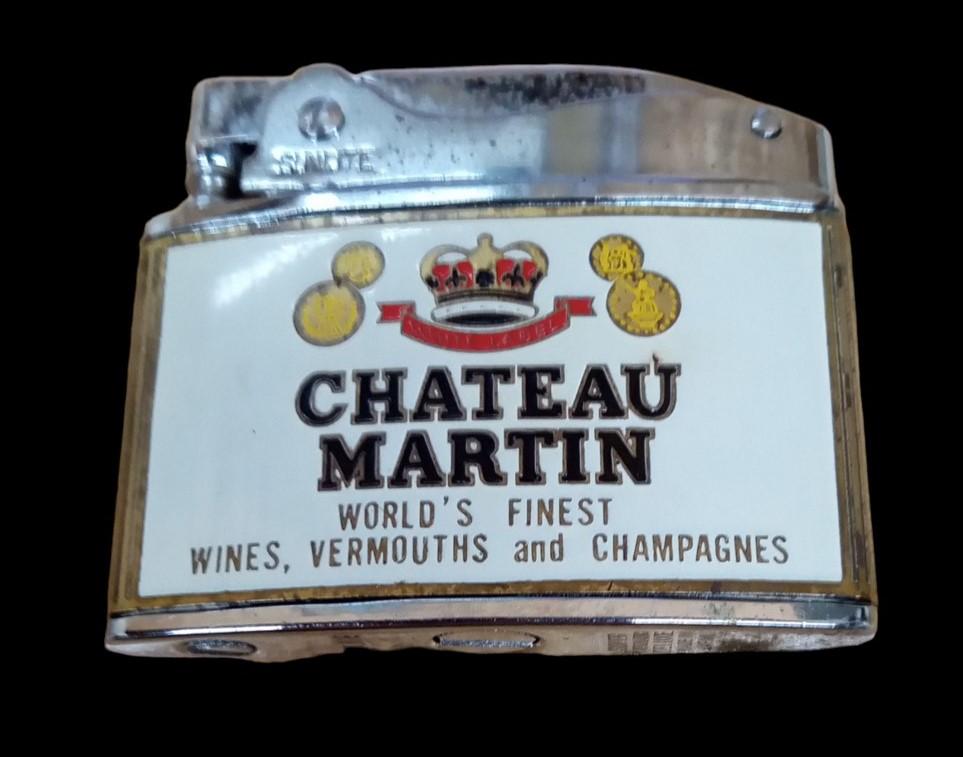 CHATEAU
MARTIN
WORLD'S FINEST
WINES, VERMOUTHS and CHAMPAGNES